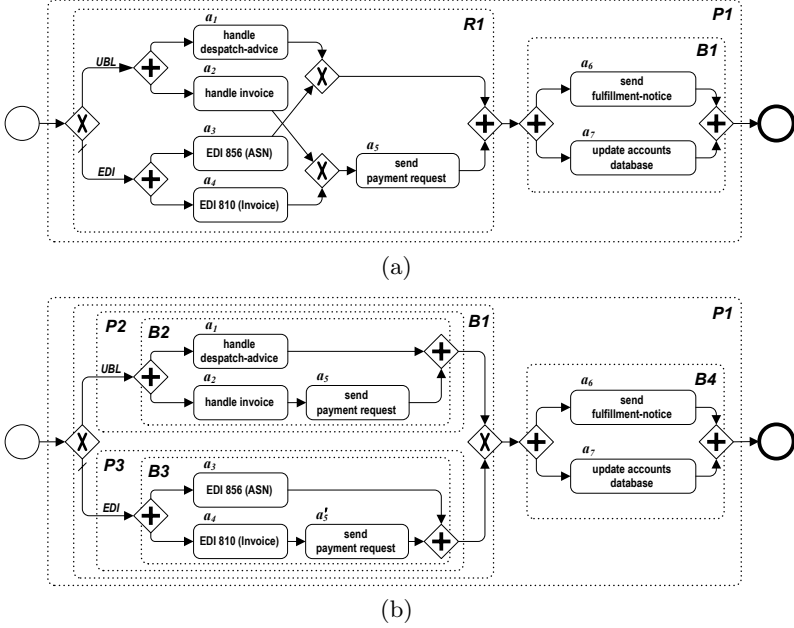 P1
R1
B1
a1
handle
despatch-advice
UBL
a2
handle invoice
a3
EDI 856 (ASN)
EDI
a4
EDI 810 (Invoice)
a5
send
payment request
a6
send
fulfillment-notice
a7
update accounts
database
(a)
P1
B1
P2
B2
a1
handle
despatch-advice
UBL
a2
handle invoice
a5
send
payment request
B4
a6
send
fulfillment-notice
a7
update accounts
database
P3
B3
a3
EDI 856 (ASN)
EDI
a4
EDI 810 (Invoice)
a5'
send
payment request
(b)